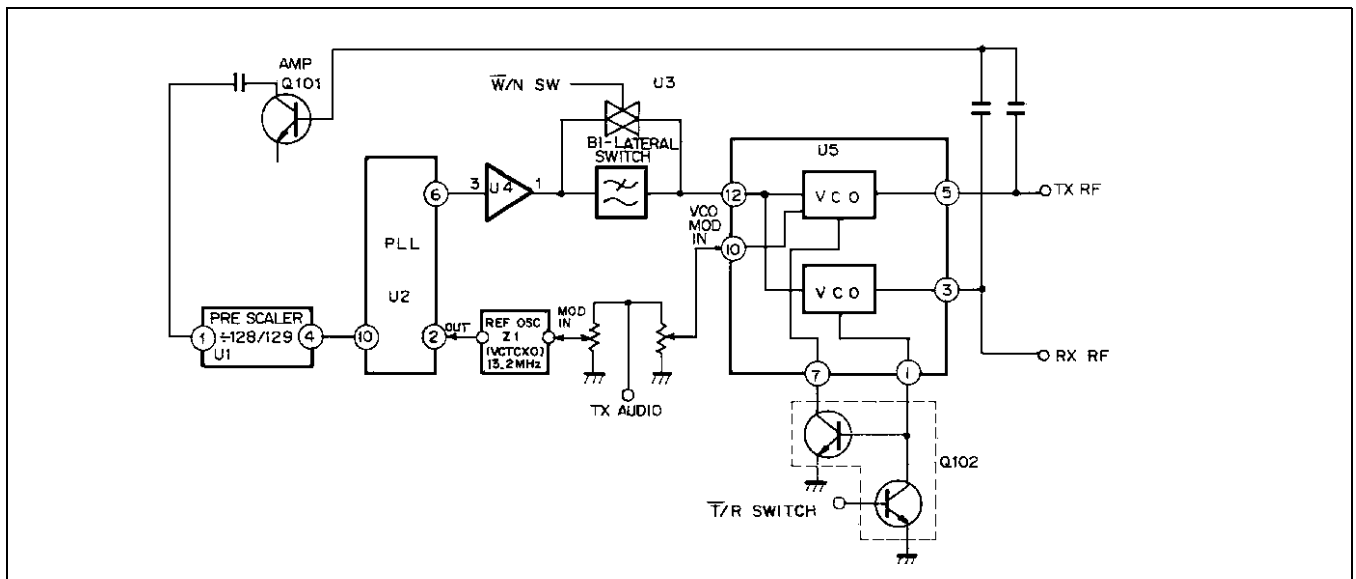 AMP
Q101
W/N SW
U3
BI-LATERAL
SWITCH
U5
3
U4
1
6
12
VCO
5
TX RF
VCO
MOD
IN
10
PLL
U2
VCO
3
PRE SCALER
1
÷128/129
4
U1
10
2
OUT
REF OSC
Z1
(VCTCXO)
13.2MHz
MOD
IN
RX RF
7
1
TX AUDIO
Q102
T/R SWITCH